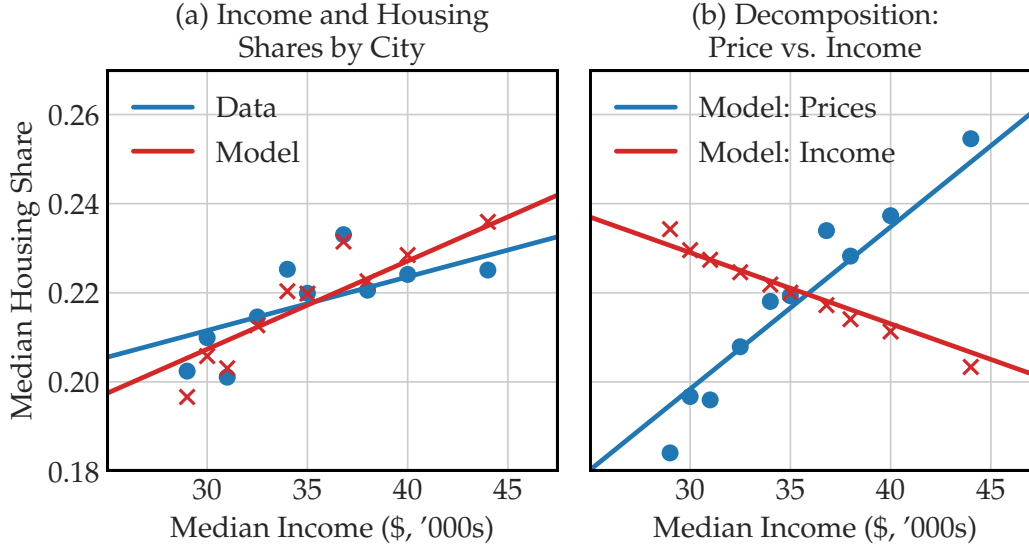 (a) Income and Housing
Shares by City
(b) Decomposition:
Price vs. Income
Median Housing Share
0.26
0.24
0.22
0.20
0.18
Data
Model
Model: Prices
Model: Income
30
35
40
45
30
35
40
45
Median Income ($, '000s)
Median Income ($, '000s)